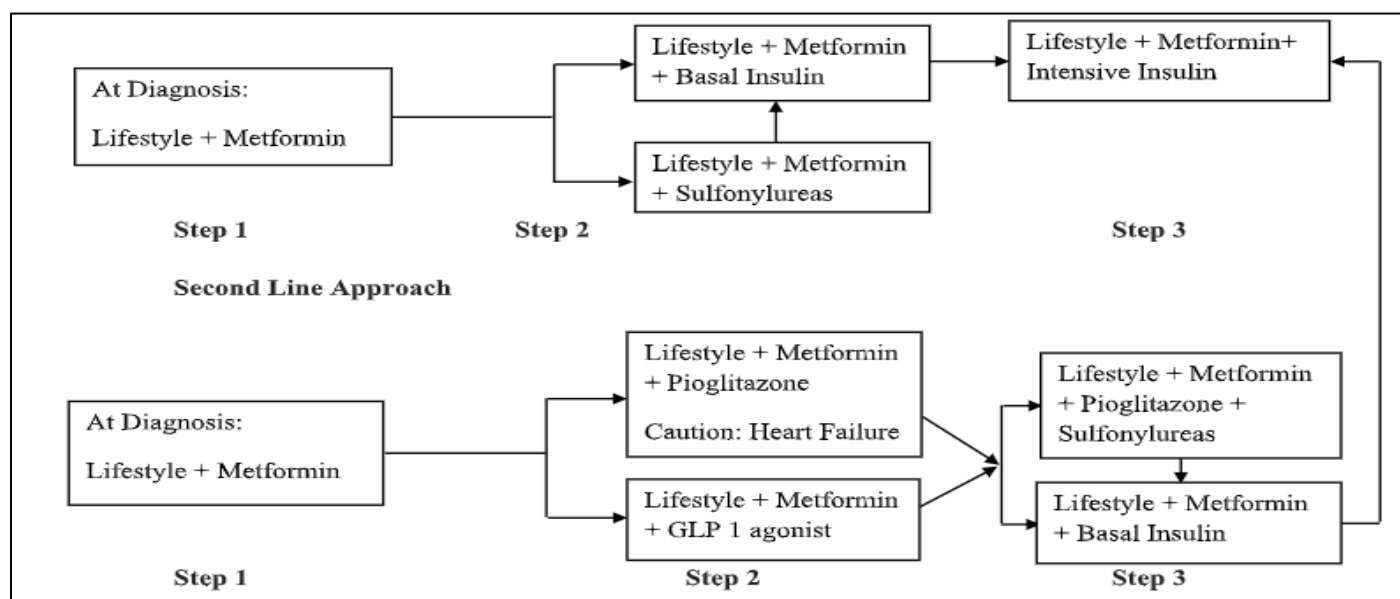 At Diagnosis:
Lifestyle + Metformin
Lifestyle + Metformin
+ Basal Insulin
Lifestyle + Metformin
+ Sulfonylureas
Lifestyle + Metformin+
Intensive Insulin
Step 1
Step 2
Step 3
Second Line Approach
At Diagnosis:
Lifestyle + Metformin
Lifestyle + Metformin
+ Pioglitazone
Caution: Heart Failure
Lifestyle + Metformin
+ GLP 1 agonist
Lifestyle + Metformin
+ Pioglitazone +
Sulfonylureas
Lifestyle + Metformin
+ Basal Insulin
Step 1
Step 2
Step 3